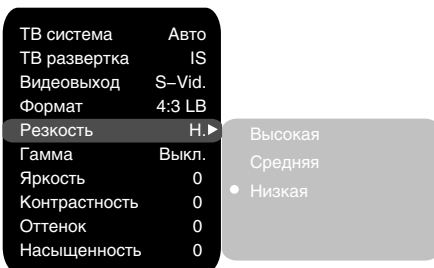 ТВ система Авто
ТВ развертка IS
Видеовыход S–Vid.
Формат 4:3 LB
Резкость Н.
Гамма Выкл.
Яркость 0
Контрастность 0
Оттенок 0
Насыщенность 0
Высокая
Средняя
Низкая